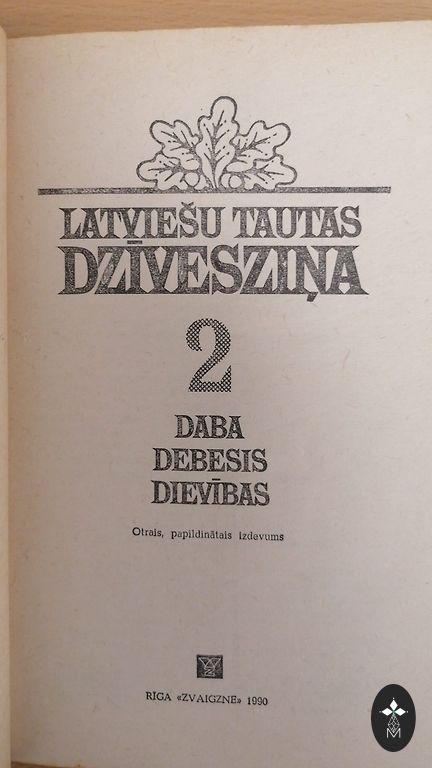 LATVIEŠU TAUTAS
DZĪVESZIŅA
2
DABA
DEBESIS
DIEVĪBAS
Otrais, papildinātais izdevums
RĪGA «ZVAIGZNE» 1990
M